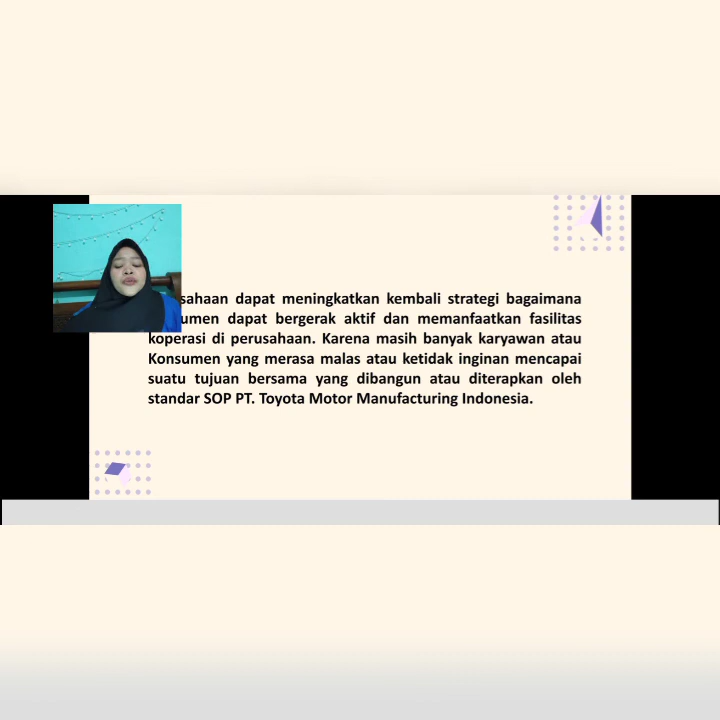 sahaan dapat meningkatkan kembali strategi bagaimana
umen dapat bergerak aktif dan memanfaatkan fasilitas
koperasi di perusahaan. Karena masih banyak karyawan atau
Konsumen yang merasa malas atau ketidak inginan mencapai
suatu tujuan bersama yang dibangun atau diterapkan oleh
standar SOP PT. Toyota Motor Manufacturing Indonesia.